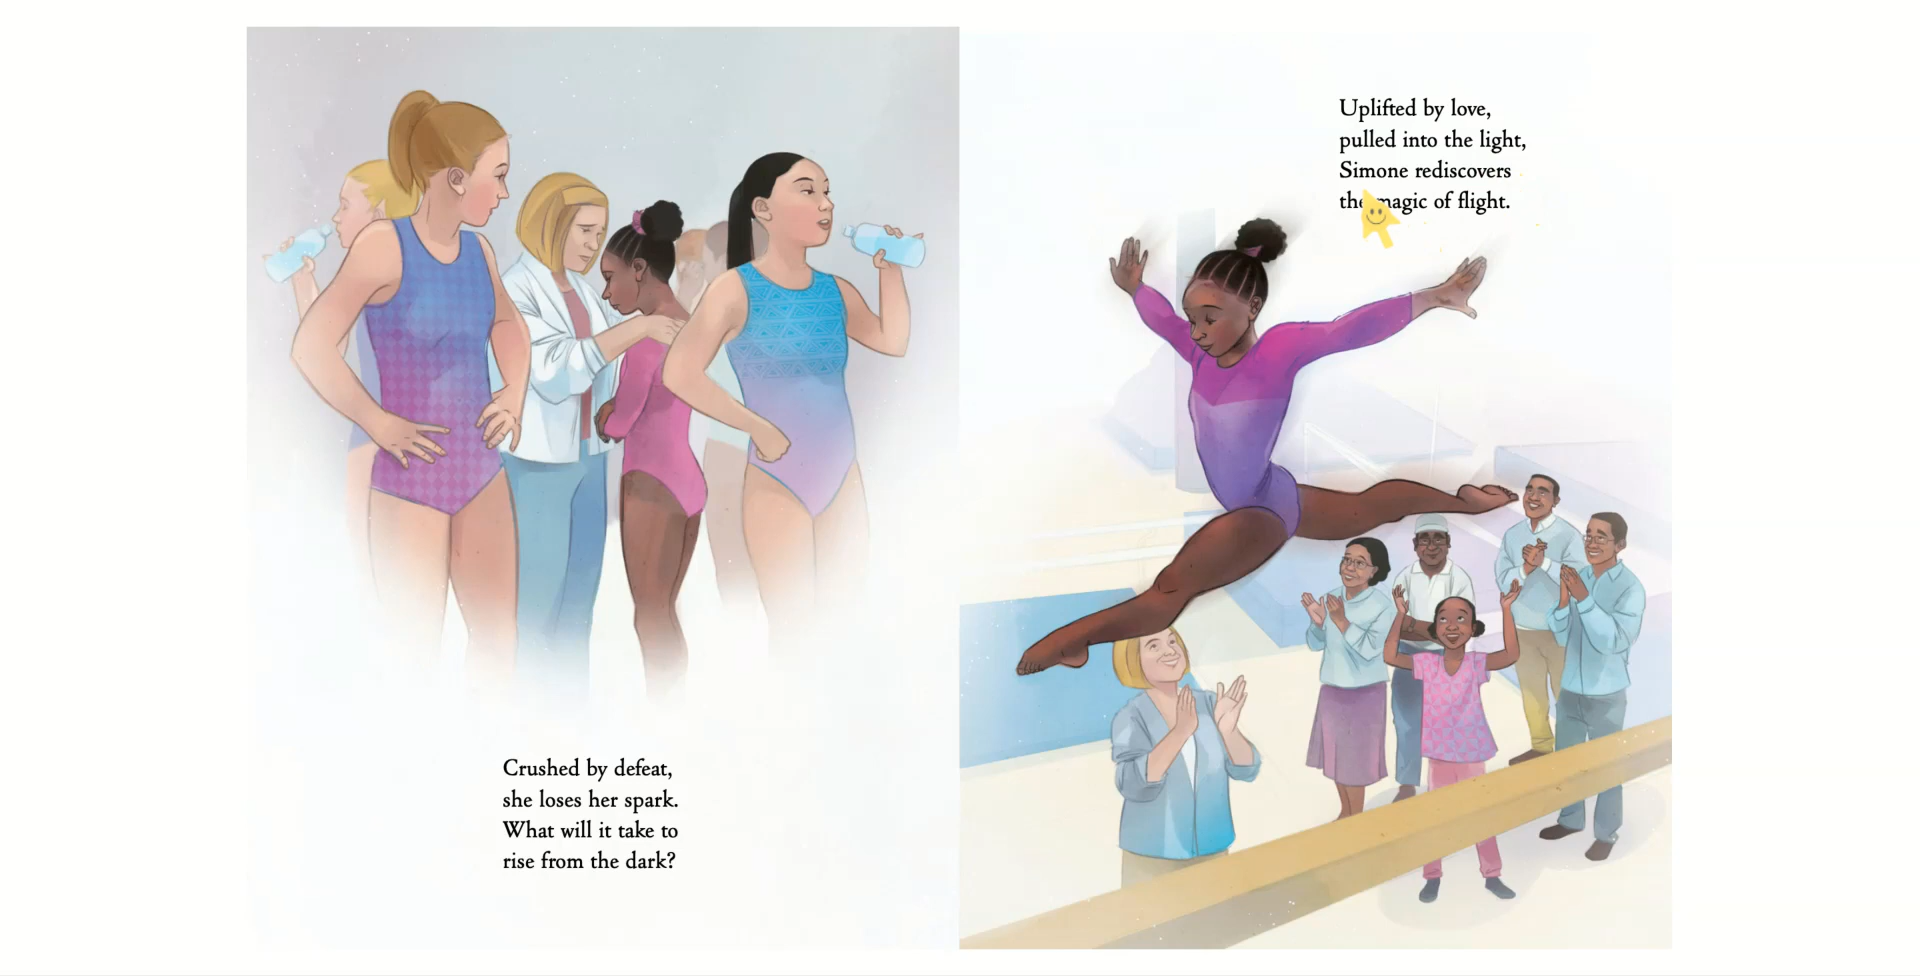 Crushed by defeat,
she loses her spark.
What will it take to
rise from the dark?
Uplifted by love,
pulled into the light,
Simone rediscovers
the magic of flight.